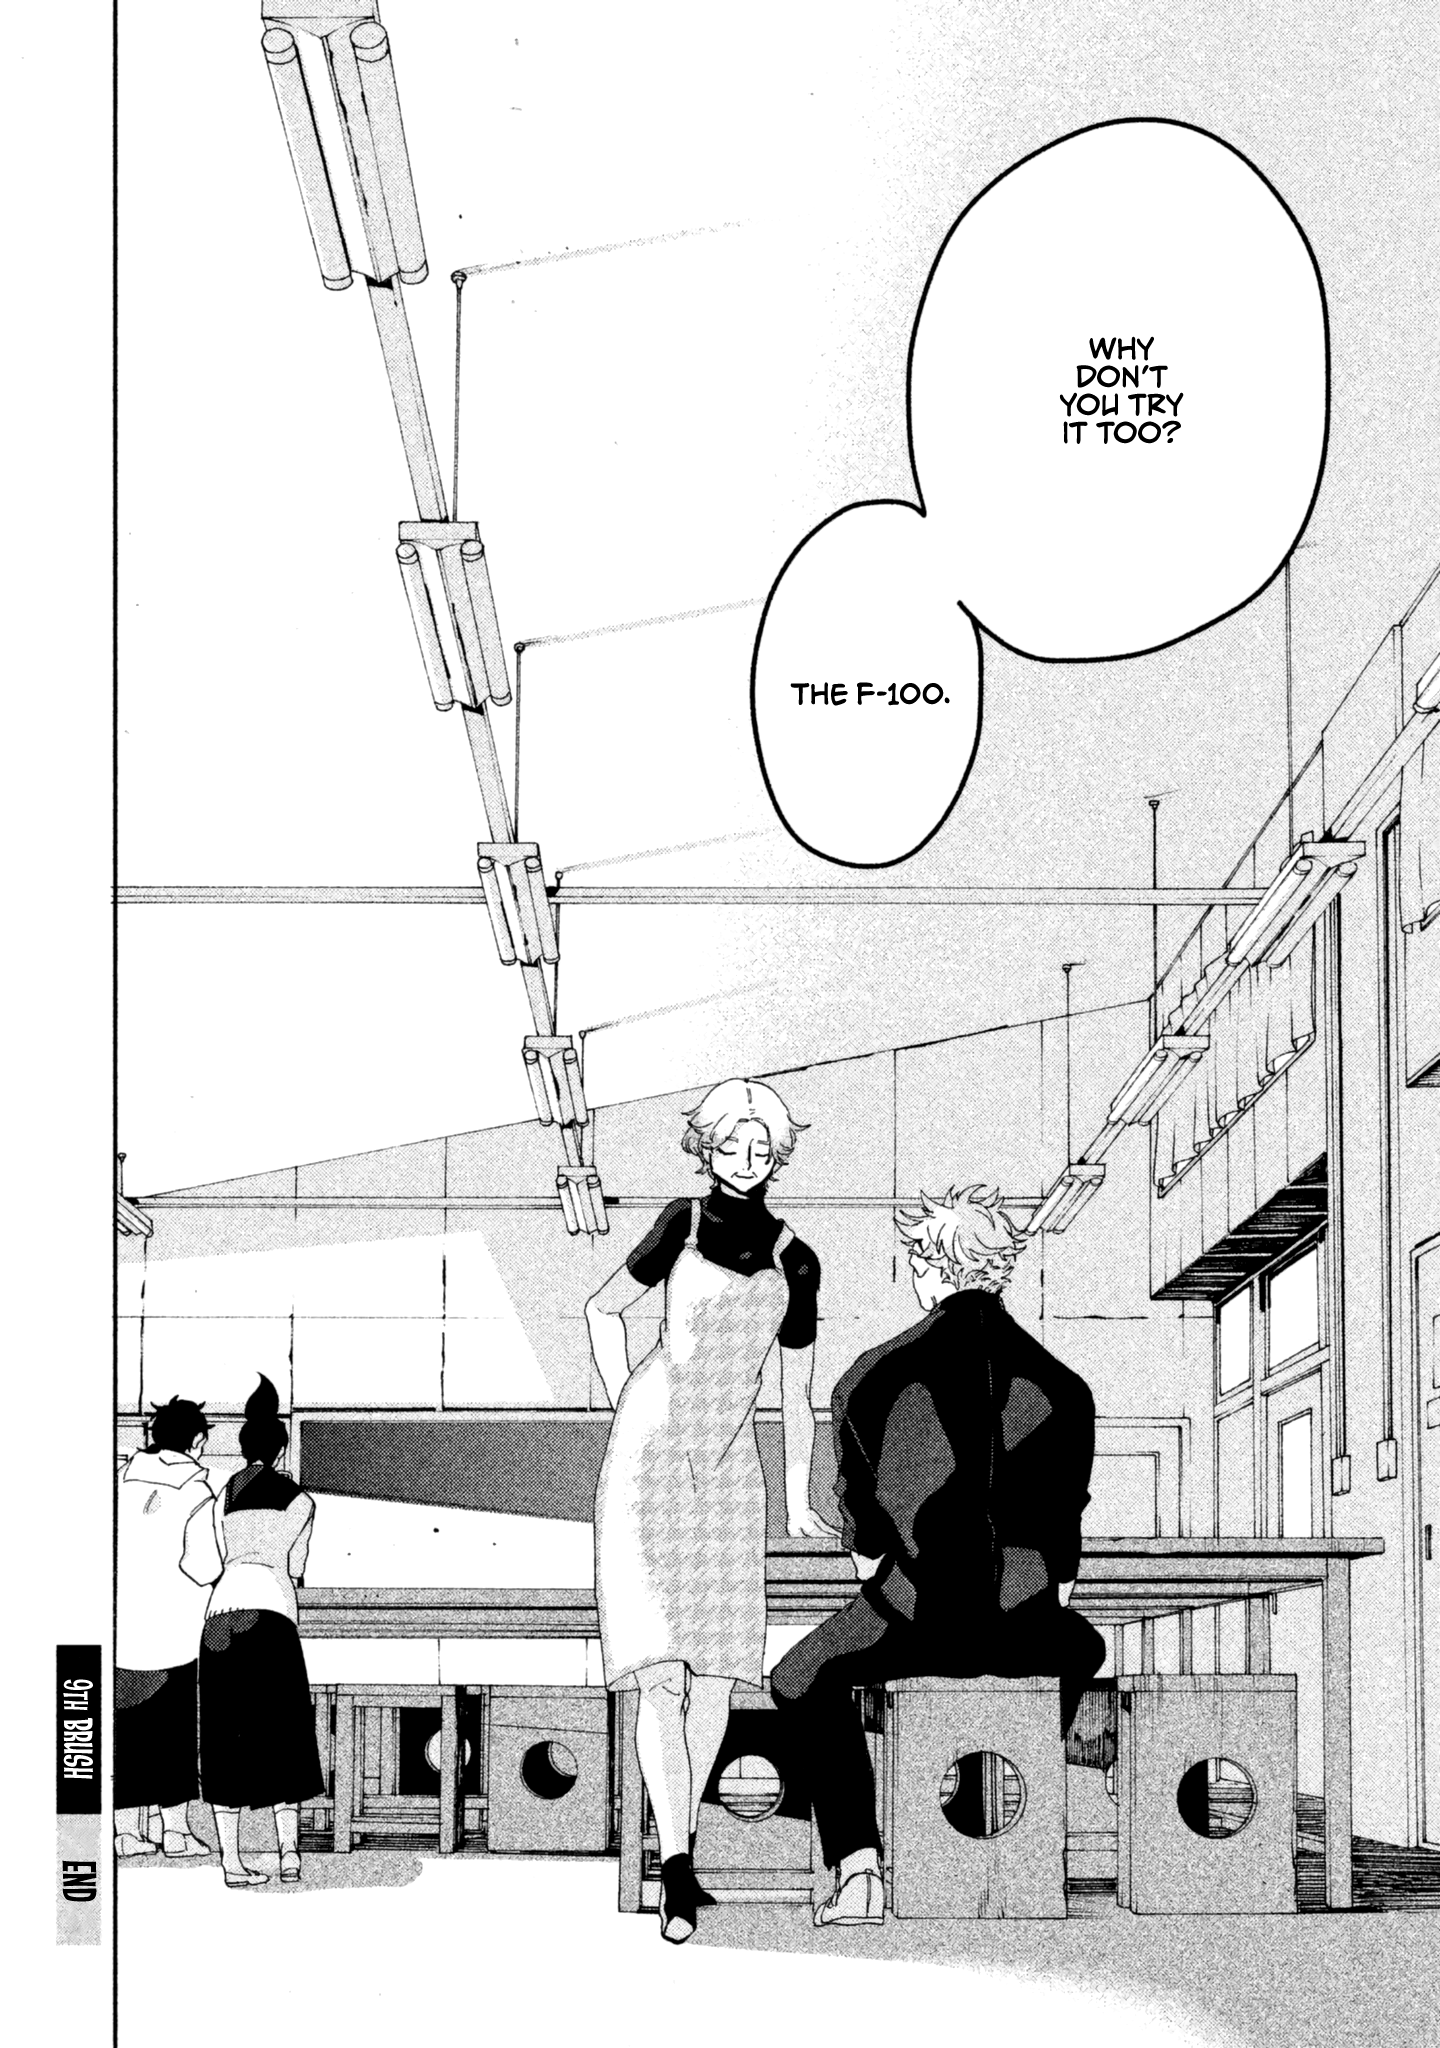 WHY
DON'T
YOU TRY
IT TOO?
THE F-100.
9TH BRUSH
END